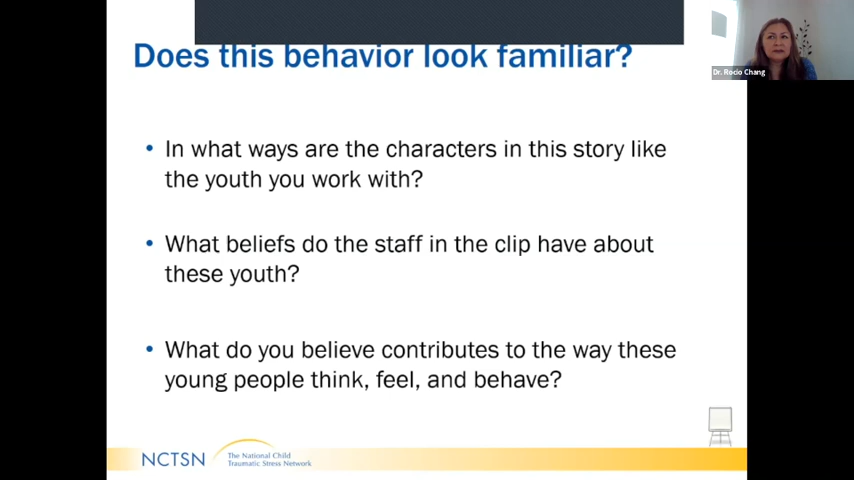 Does this behavior look familiar?
Dr. Rocio Chang
• In what ways are the characters in this story like
the youth you work with?
• What beliefs do the staff in the clip have about
these youth?
• What do you believe contributes to the way these
young people think, feel, and behave?
NCTSN
The National Child
Traumatic Stress Network